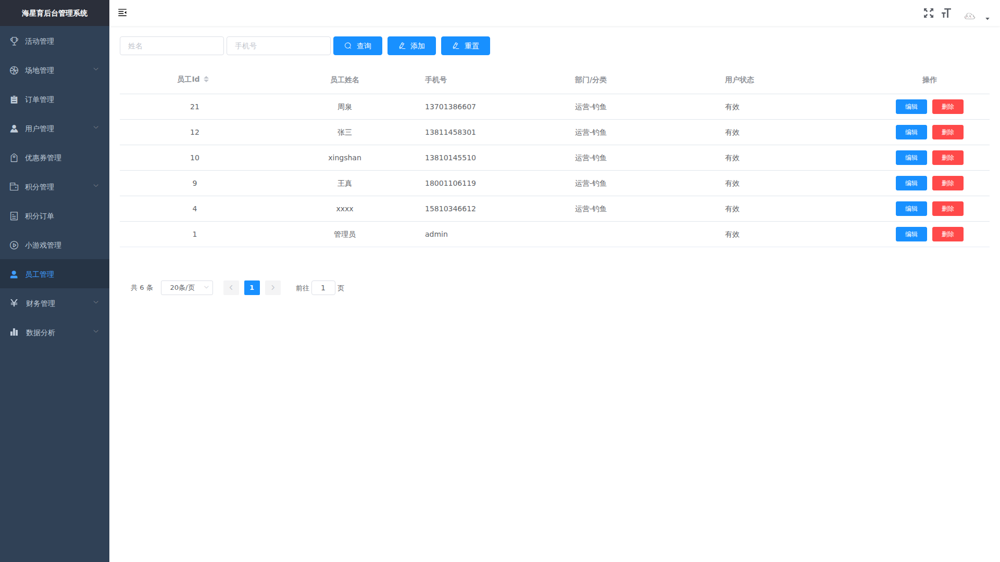 海星育后台管理系统
活动管理
场地管理
订单管理
用户管理
优惠券管理
积分管理
积分订单
小游戏管理
员工管理
财务管理
数据分析
姓名 手机号 查询 添加 重置
员工Id 员工姓名 手机号 部门/分类 用户状态 操作
21 周泉 13701386607 运营-钓鱼 有效 编辑 删除
12 张三 13811458301 运营-钓鱼 有效 编辑 删除
10 xingshan 13810145510 运营-钓鱼 有效 编辑 删除
9 王真 18001106119 运营-钓鱼 有效 编辑 删除
4 xxxx 15810346612 运营-钓鱼 有效 编辑 删除
1 管理员 admin 有效 编辑 删除
共 6 条 20条/页 1 前往 1 页